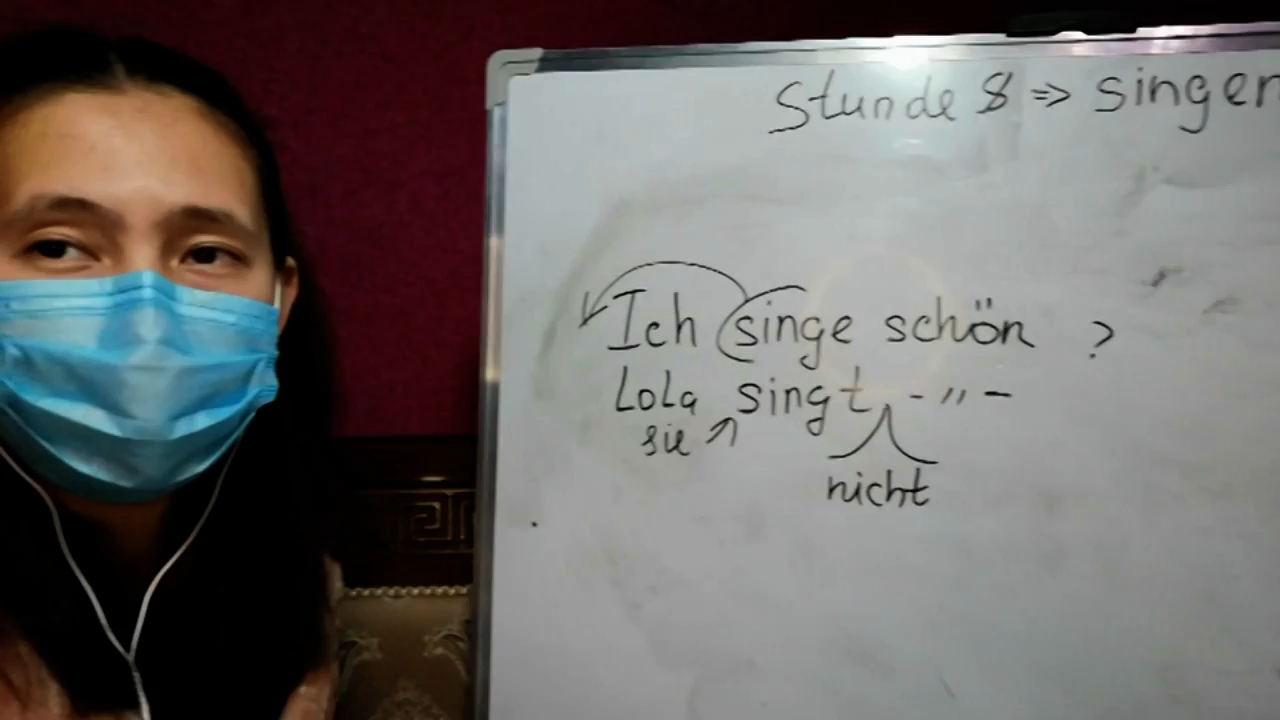 Stunde 8 => singen
Ich singe schön ?
Lola singt - " -
sie
nicht